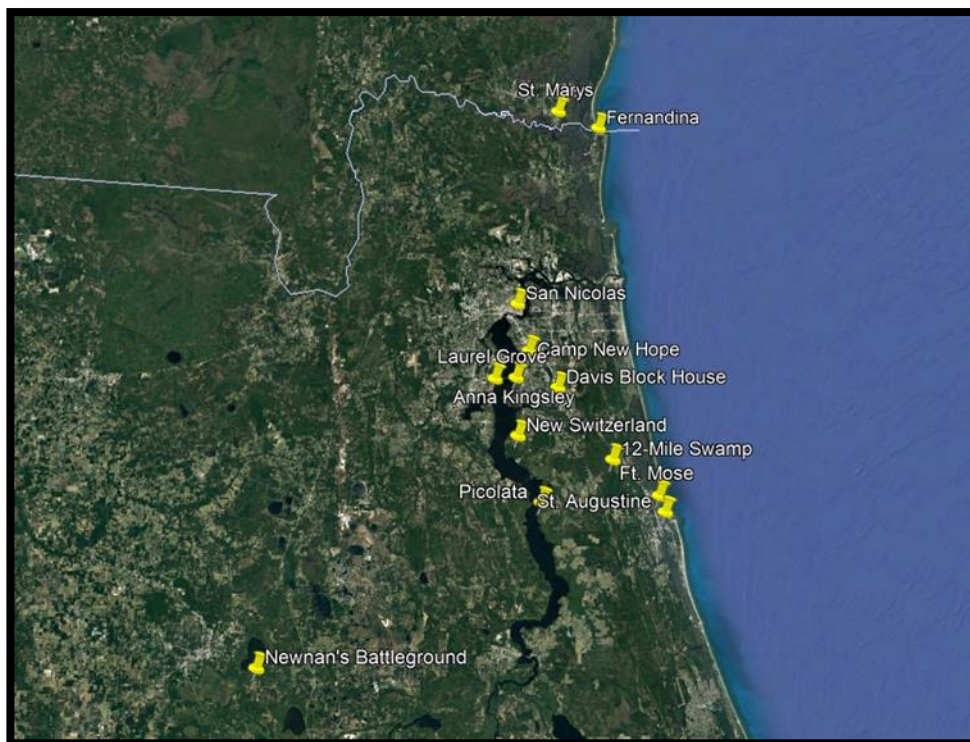 St. Marys
Fernandina
San Nicolas
Camp New Hope
Laurel Grove
Davis Block House
Anna Kingsley
New Switzerland
12-Mile Swamp
Ft. Mose
Picolata
St. Augustine
Newnan's Battleground